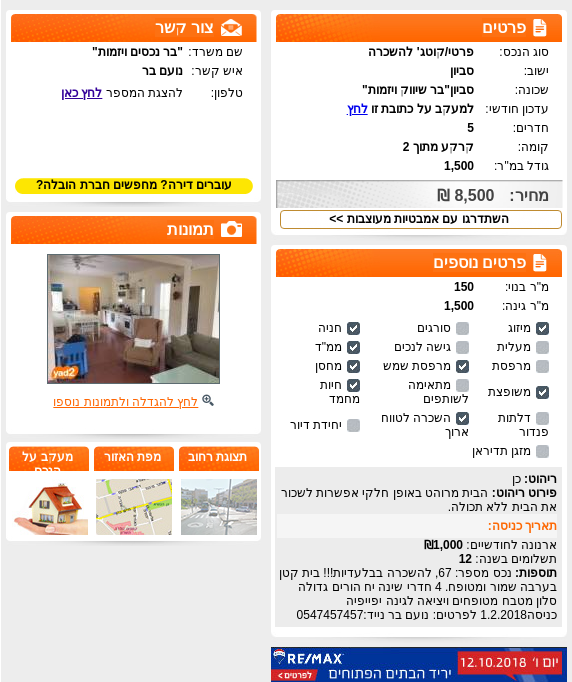 פרטים
סוג הנכס: פרטי/קוטג' להשכרה
ישוב: סביון
שכונה: סביון"בר שיווק ויזמות"
עדכון חודשי: למעקב על כתובת זו לחץ
חדרים: 5
קומה: קרקע מתוך 2
גודל במ"ר: 1,500
מחיר: 8,500 ₪
השתדרגו עם אמבטיות מעוצבות >>
פרטים נוספים
מ"ר בנוי: 150
מ"ר גינה: 1,500
מיזוג סורגים חניה
מעלית גישה לנכים ממ"ד
מרפסת מרפסת שמש מחסן
משופצת מתאימה לשותפים חיות מחמד
דלתות פנדור השכרה לטווח ארוך יחידת דיור
מזגן תדיראן
ריהוט: כן
פירוט ריהוט: הבית מרוהט באופן חלקי אפשרות לשכור
את הבית ללא תכולה.
תאריך כניסה:
ארנונה לחודשיים: 1,000₪
תשלומים בשנה: 12
תוספות: נכס מספר: 67, להשכרה בבלעדיות!!! בית קטן
בערבה שמור ומטופח. 4 חדרי שינה יח הורים גדולה
סלון מטבח מטופחים ויציאה לגינה יפייפיה
כניסה1.2.2018 לפרטים: נועם בר נייד:0547457457
RE/MAX יריד הבתים הפתוחים יום ו' 12.10.2018
לפרטים >
צור קשר
שם משרד: "בר נכסים ויזמות"
איש קשר: נועם בר
טלפון: להצגת המספר לחץ כאן
עוברים דירה? מחפשים חברת הובלה?
תמונות
yad2
לחץ להגדלה ולתמונות נוספו
תצוגת רחוב
מפת האזור
מעקב על
הנכס